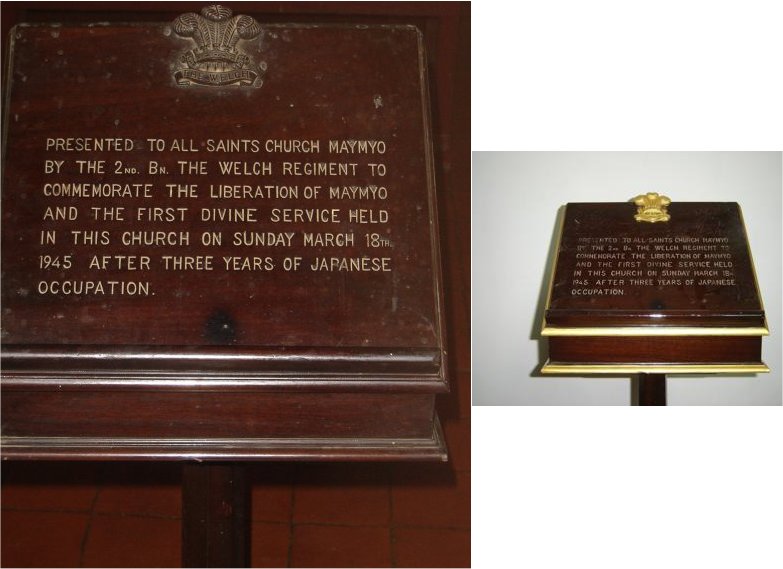 THE WELCH
PRESENTED TO ALL SAINTS CHURCH MAYMYO
BY THE 2ND. BN. THE WELCH REGIMENT TO
COMMEMORATE THE LIBERATION OF MAYMYO
AND THE FIRST DIVINE SERVICE HELD
IN THIS CHURCH ON SUNDAY MARCH 18TH.
1945 AFTER THREE YEARS OF JAPANESE
OCCUPATION.
PRESENTED TO ALL SAINTS CHURCH MAYMYO
BY THE 2ND. BN. THE WELCH REGIMENT TO
COMMEMORATE THE LIBERATION OF MAYMYO
AND THE FIRST DIVINE SERVICE HELD
IN THIS CHURCH ON SUNDAY MARCH 18TH.
1945 AFTER THREE YEARS OF JAPANESE
OCCUPATION.